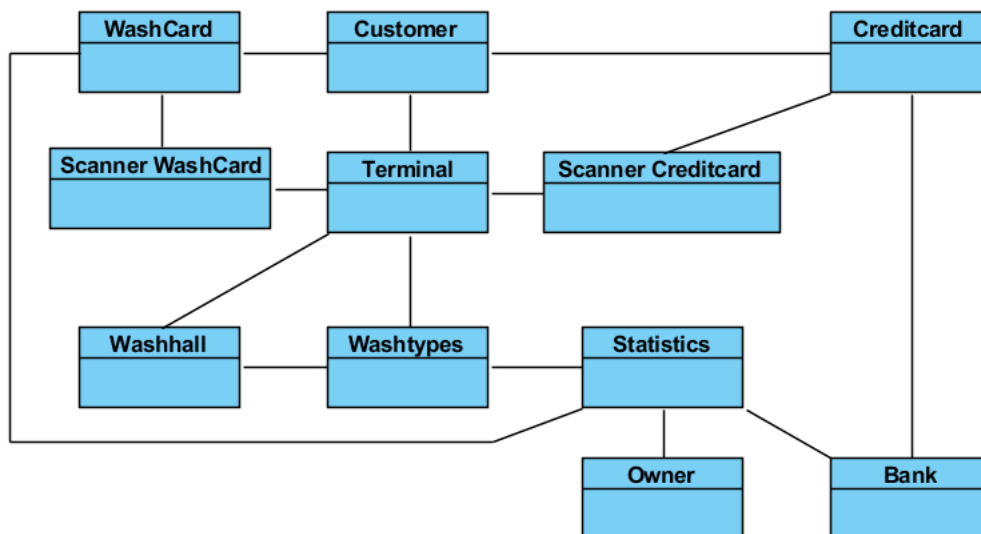 WashCard
Customer
Creditcard
Scanner WashCard
Terminal
Scanner Creditcard
Washhall
Washtypes
Statistics
Owner
Bank